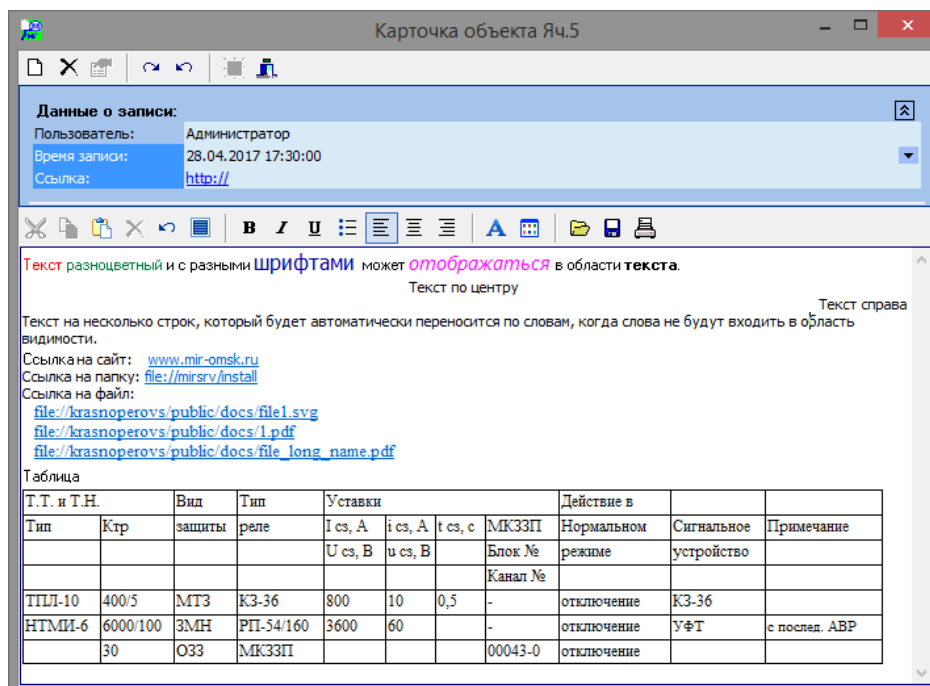 Карточка объекта Яч.5
Данные о записи:
Пользователь: Администратор
Время записи: 28.04.2017 17:30:00
Ссылка: http://
B I U A
Текст разноцветный и с разными шрифтами может отображаться в области текста.
Текст по центру
Текст справа
Текст на несколько строк, который будет автоматически переносится по словам, когда слова не будут входить в область
видимости.
Ссылка на сайт: www.mir-omsk.ru
Ссылка на папку: file://mirsrv/install
Ссылка на файл:
file://krasnoperovs/public/docs/file1.svg
file://krasnoperovs/public/docs/1.pdf
file://krasnoperovs/public/docs/file_long_name.pdf
Таблица
Т.Т. и Т.Н. Вид Тип Уставки Действие в
Тип Ктр защиты реле I сз, А i сз, А t сз, с МКЗЗП Нормальном Сигнальное Примечание
U сз, В u сз, В Блок № режиме устройство
Канал №
ТПЛ-10 400/5 МТЗ КЗ-36 800 10 0,5 - отключение КЗ-36
НТМИ-6 6000/100 ЗМН РП-54/160 3600 60 - отключение УФТ с послед. АВР
30 ОЗЗ МКЗЗП 00043-0 отключение